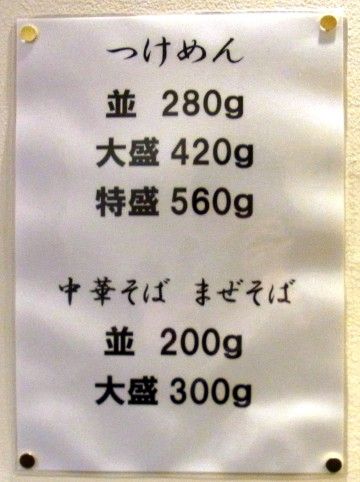 つけめん
並 280g
大盛 420g
特盛 560g
中華そば まぜそば
並 200g
大盛 300g